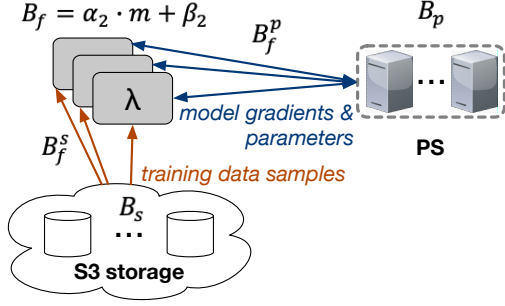 B_f = α_2 · m + β_2
B_f^p
B_p
λ
...
model gradients &
parameters
PS
B_f^s
training data samples
B_s
...
S3 storage